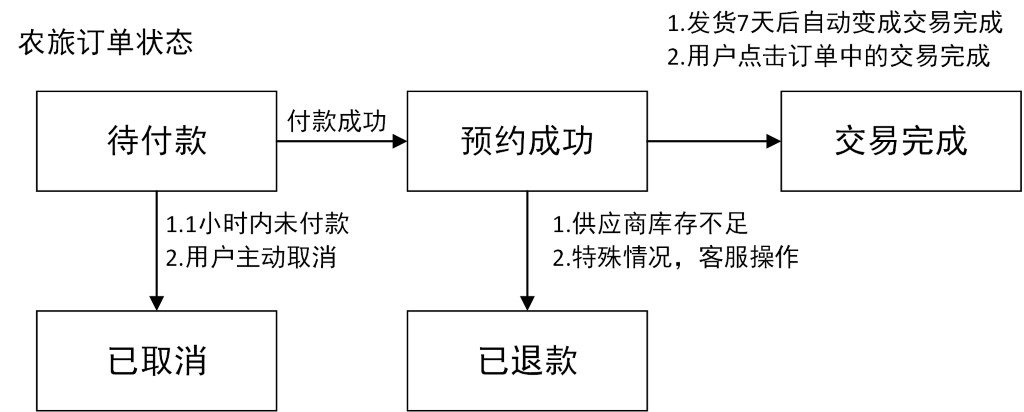 农旅订单状态
1.发货7天后自动变成交易完成
2.用户点击订单中的交易完成
待付款
付款成功
预约成功
交易完成
1.1小时内未付款
2.用户主动取消
1.供应商库存不足
2.特殊情况，客服操作
已取消
已退款